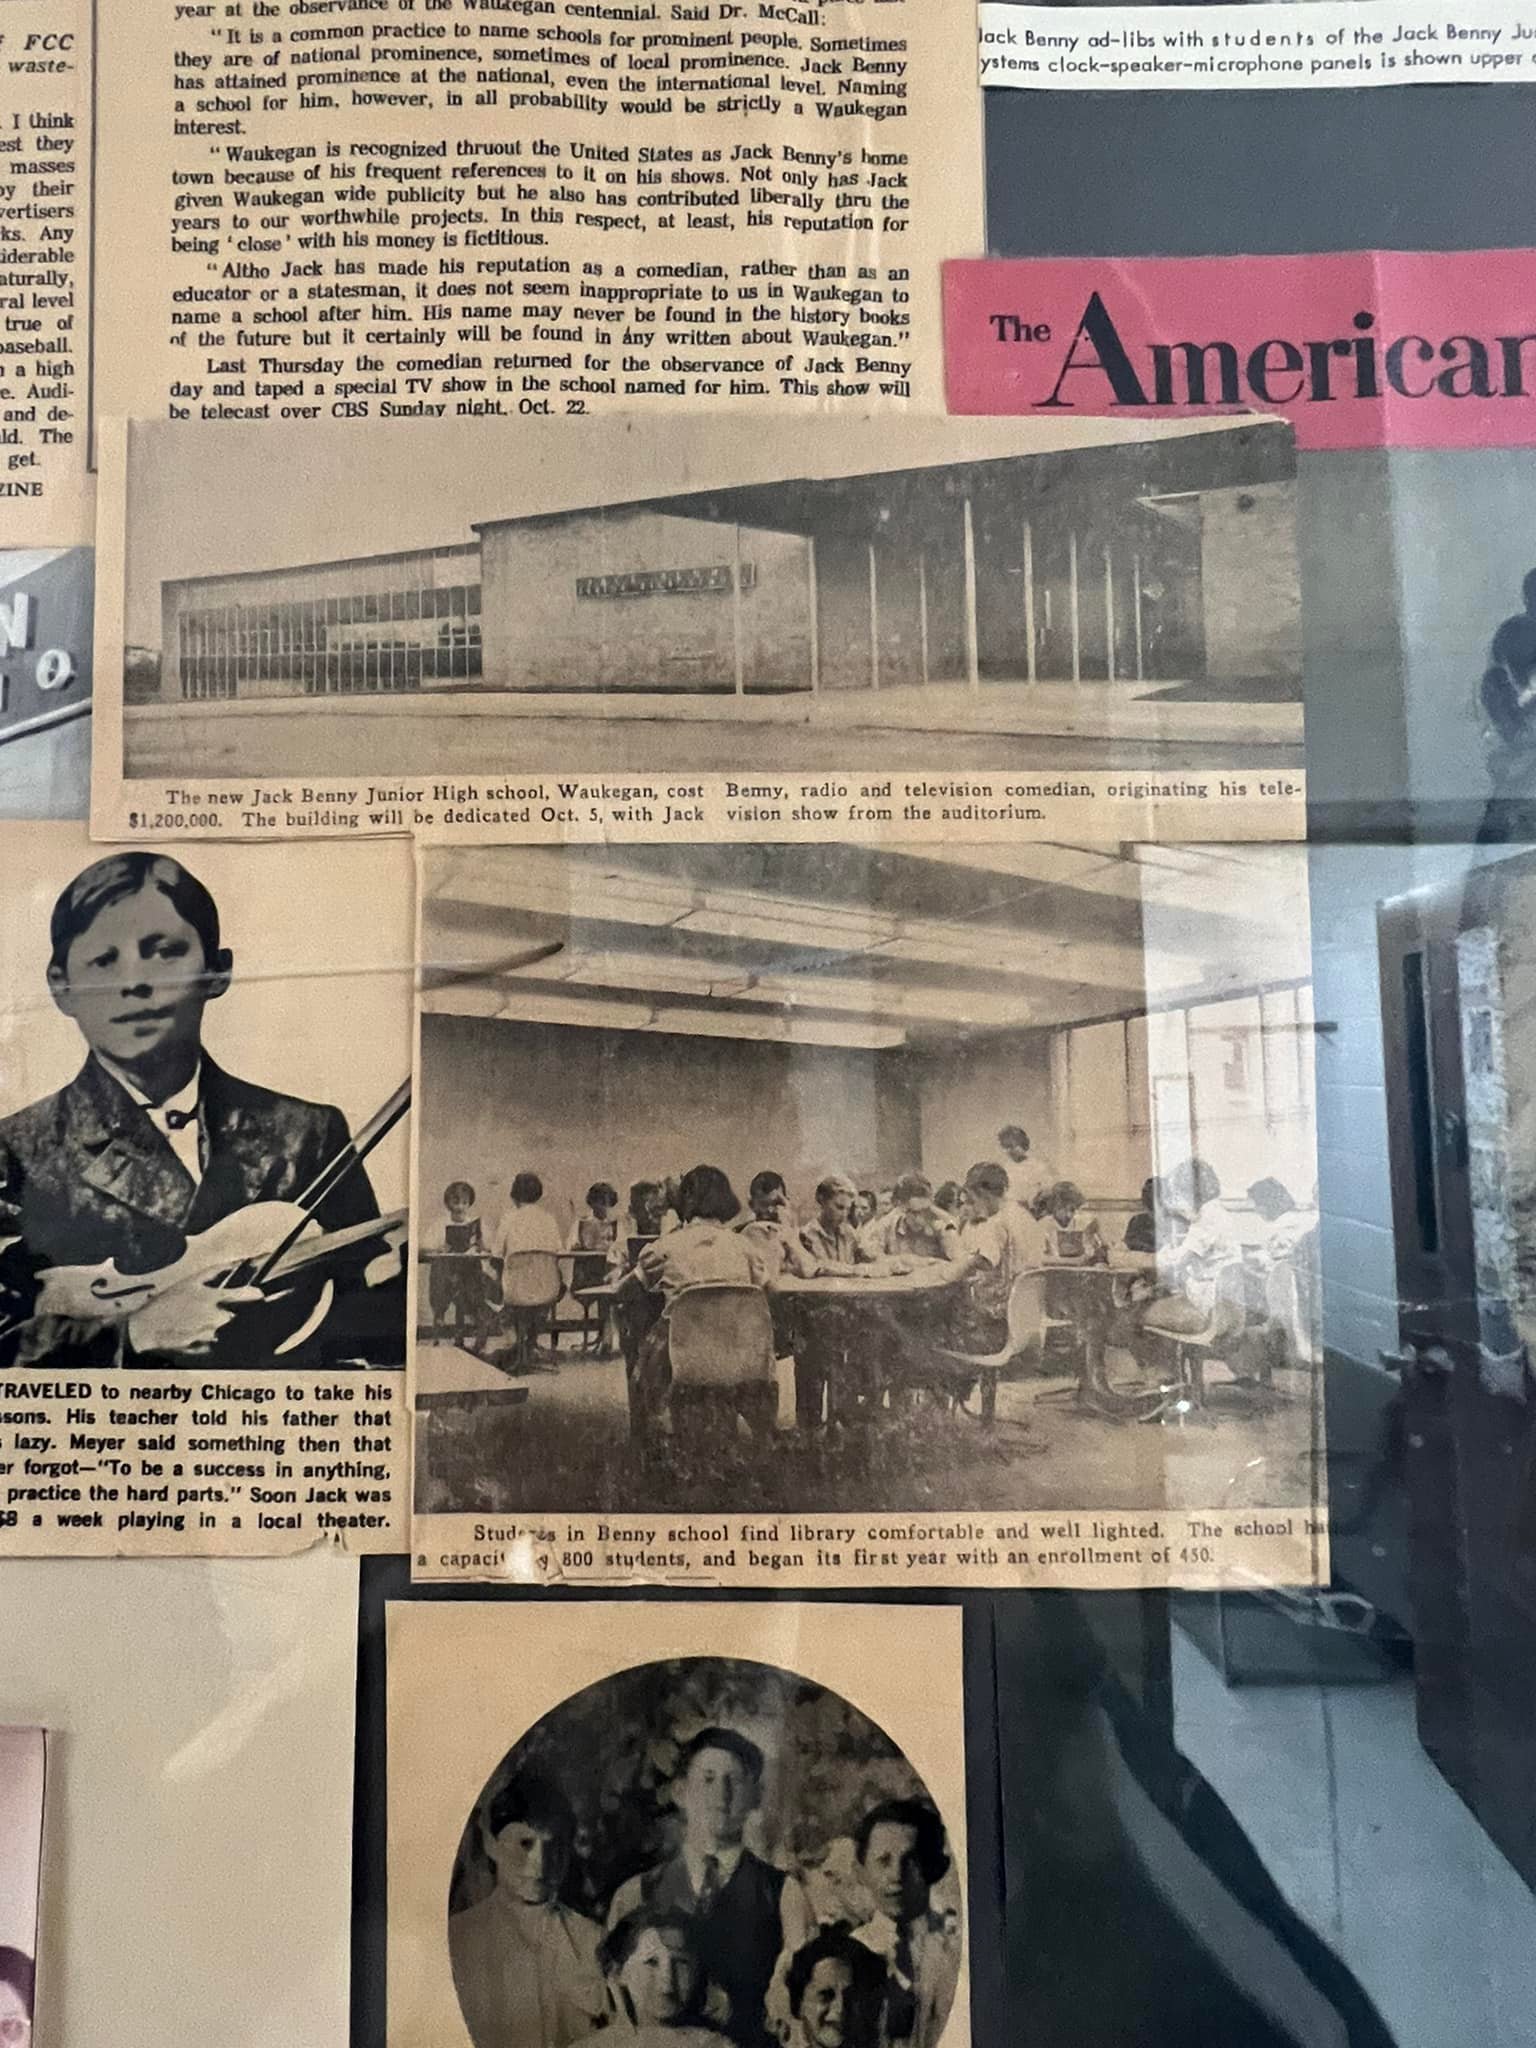 year at the observance of the Waukegan centennial. Said Dr. McCall:
"It is a common practice to name schools for prominent people. Sometimes
they are of national prominence, sometimes of local prominence. Jack Benny
has attained prominence at the national, even the international level. Naming
a school for him, however, in all probability would be strictly a Waukegan
interest.
"Waukegan is recognized thruout the United States as Jack Benny's home
town because of his frequent references to it on his shows. Not only has Jack
given Waukegan wide publicity but he also has contributed liberally thru the
years to our worthwhile projects. In this respect, at least, his reputation for
being 'close' with his money is fictitious.
"Altho Jack has made his reputation as a comedian, rather than as an
educator or a statesman, it does not seem inappropriate to us in Waukegan to
name a school after him. His name may never be found in the history books
of the future but it certainly will be found in any written about Waukegan."
Last Thursday the comedian returned for the observance of Jack Benny
day and taped a special TV show in the school named for him. This show will
be telecast over CBS Sunday night, Oct. 22.
FCC
waste-
. I think
est they
masses
by their
vertisers
ks. Any
siderable
aturally,
ral level
true of
baseball.
a high
e. Audi-
and de-
ld. The
get.
ZINE
Jack Benny ad-libs with students of the Jack Benny Ju
ystems clock-speaker-microphone panels is shown upper
The American
N
O
The new Jack Benny Junior High school, Waukegan, cost
$1,200,000. The building will be dedicated Oct. 5, with Jack
Benny, radio and television comedian, originating his tele-
vision show from the auditorium.
TRAVELED to nearby Chicago to take his
ssons. His teacher told his father that
s lazy. Meyer said something then that
er forgot—"To be a success in anything,
practice the hard parts." Soon Jack was
$8 a week playing in a local theater.
Students in Benny school find library comfortable and well lighted. The school ha
a capacit y 800 students, and began its first year with an enrollment of 450.